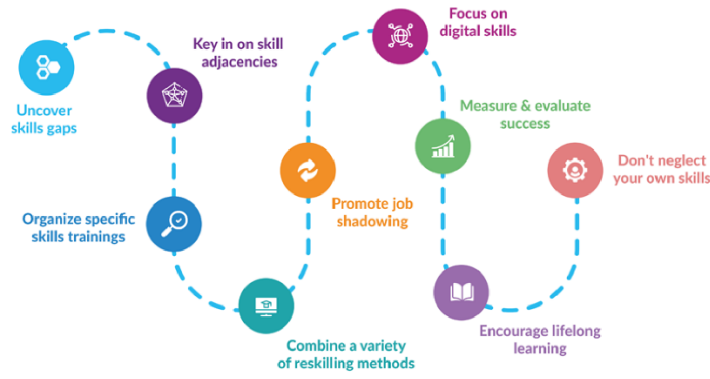 Uncover
skills gaps
Key in on skill
adjacencies
Organize specific
skills trainings
Combine a variety
of reskilling methods
Promote job
shadowing
Focus on
digital skills
Measure & evaluate
success
Encourage lifelong
learning
Don't neglect
your own skills